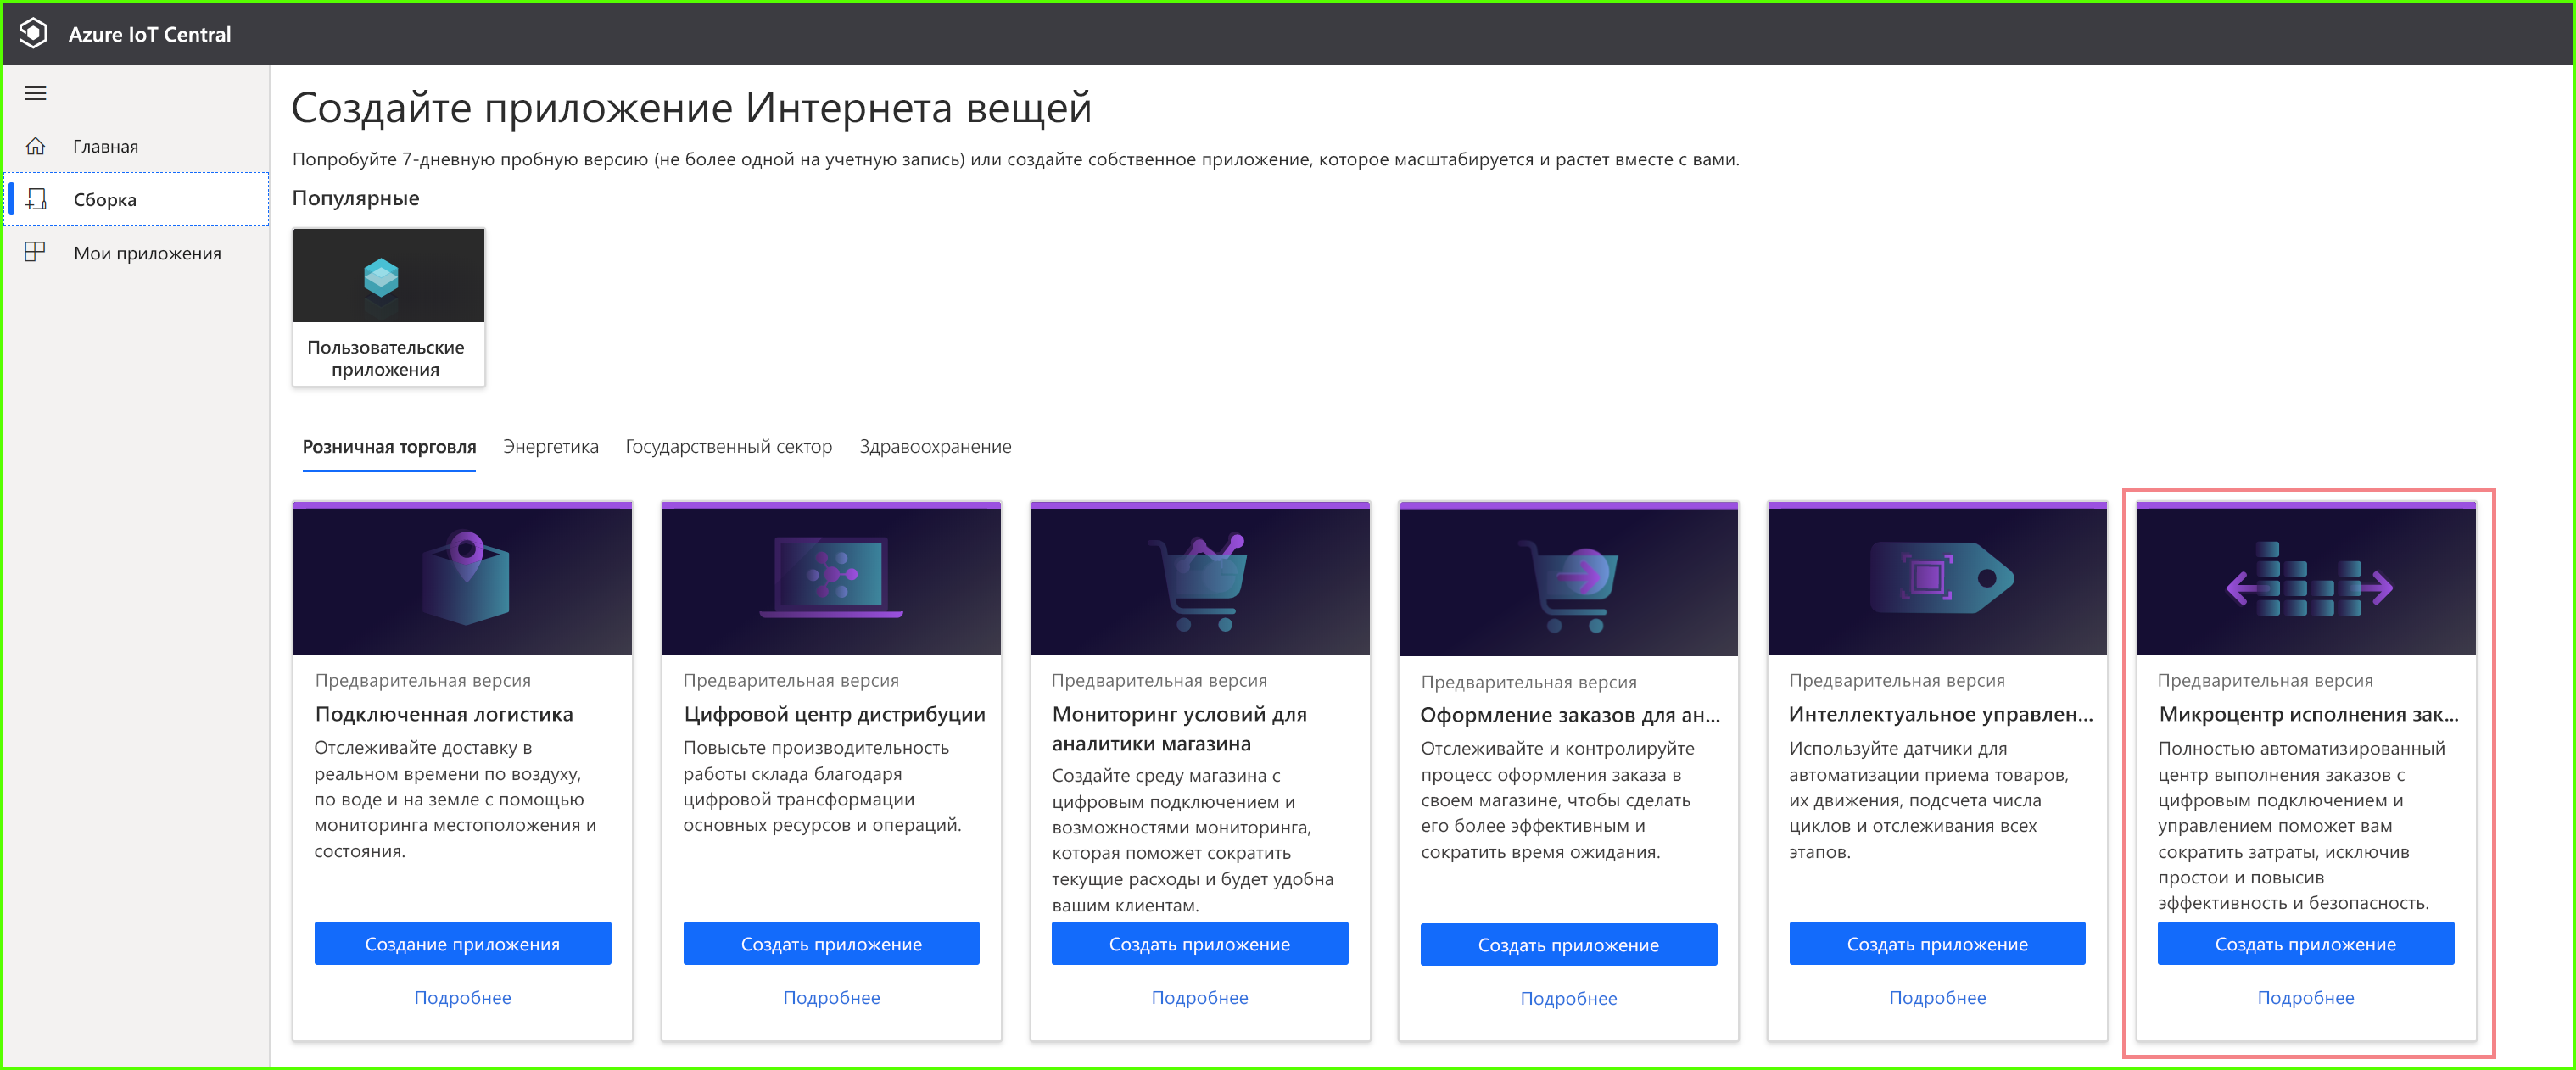 Azure IoT Central
Главная
Сборка
Мои приложения
Создайте приложение Интернета вещей
Попробуйте 7-дневную пробную версию (не более одной на учетную запись) или создайте собственное приложение, которое масштабируется и растет вместе с вами.
Популярные
Пользовательские
приложения
Розничная торговля
Энергетика
Государственный сектор
Здравоохранение
Предварительная версия
Подключенная логистика
Отслеживайте доставку в
реальном времени по воздуху,
по воде и на земле с помощью
мониторинга местоположения и
состояния.
Создание приложения
Подробнее
Предварительная версия
Цифровой центр дистрибуции
Повысьте производительность
работы склада благодаря
цифровой трансформации
основных ресурсов и операций.
Создать приложение
Подробнее
Предварительная версия
Мониторинг условий для
аналитики магазина
Создайте среду магазина с
цифровым подключением и
возможностями мониторинга,
которая поможет сократить
текущие расходы и будет удобна
вашим клиентам.
Создать приложение
Подробнее
Предварительная версия
Оформление заказов для ан...
Отслеживайте и контролируйте
процесс оформления заказа в
своем магазине, чтобы сделать
его более эффективным и
сократить время ожидания.
Создать приложение
Подробнее
Предварительная версия
Интеллектуальное управлен...
Используйте датчики для
автоматизации приема товаров,
их движения, подсчета числа
циклов и отслеживания всех
этапов.
Создать приложение
Подробнее
Предварительная версия
Микроцентр исполнения зак...
Полностью автоматизированный
центр выполнения заказов с
цифровым подключением и
управлением поможет вам
сократить затраты, исключив
простои и повысив
эффективность и безопасность.
Создать приложение
Подробнее